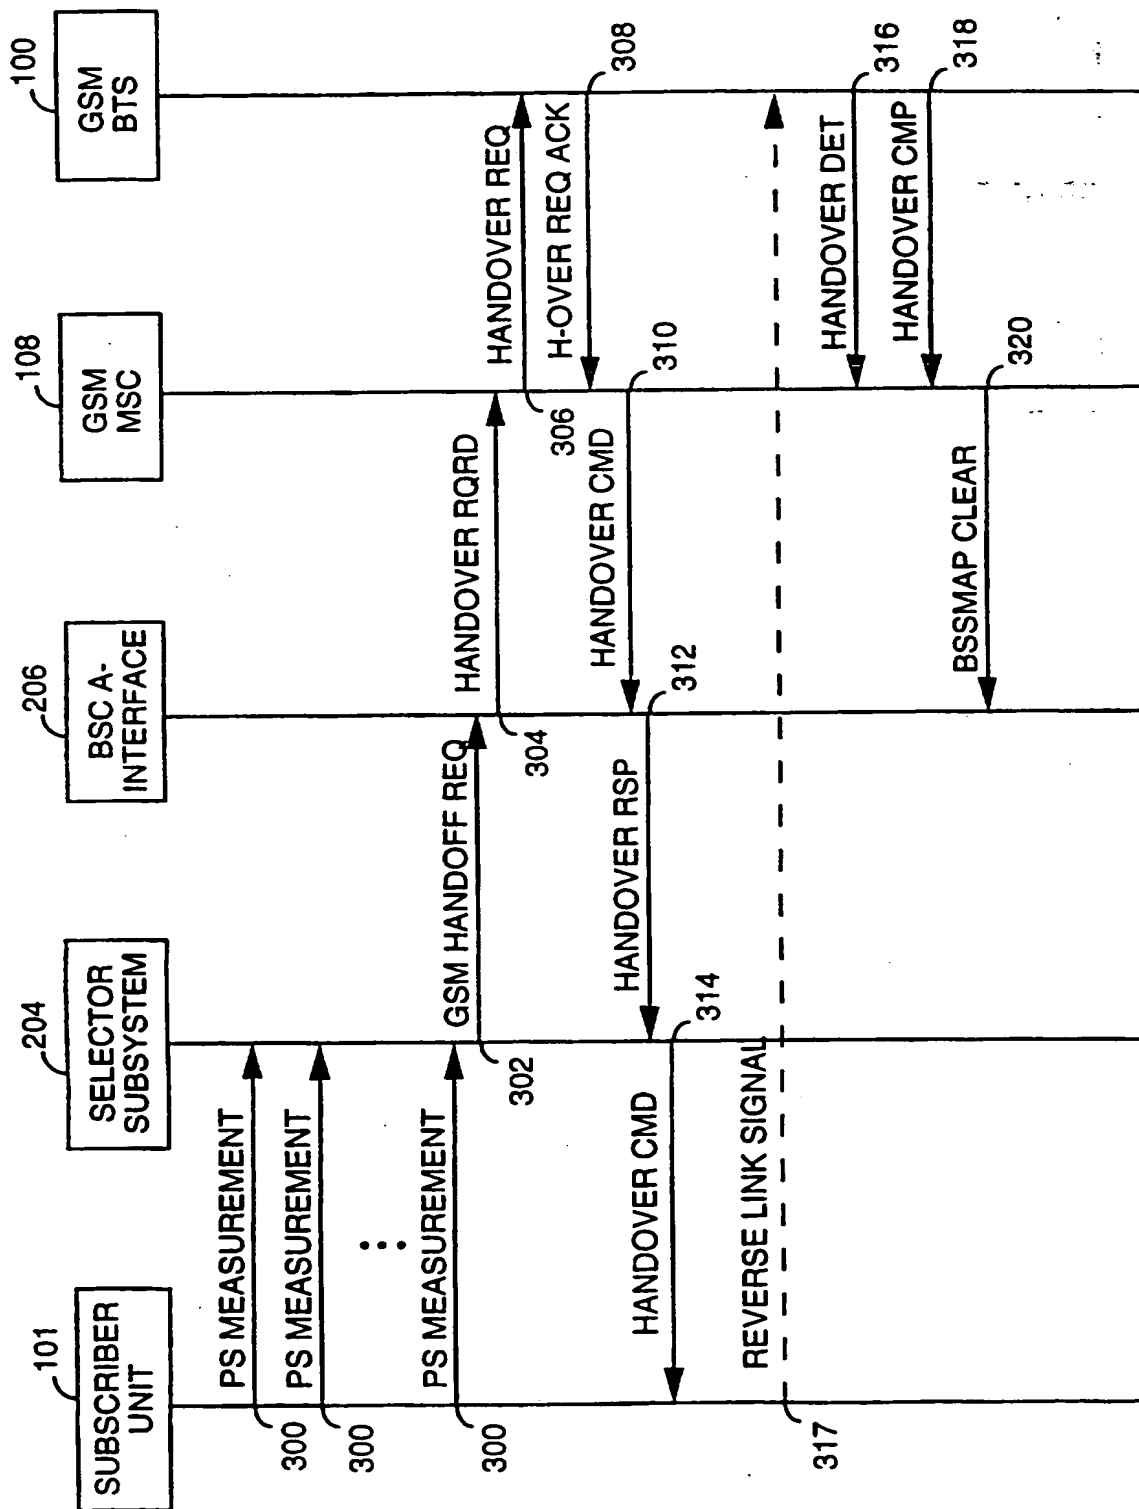 101
SUBSCRIBER
UNIT
204
SELECTOR
SUBSYSTEM
206
BSC A-
INTERFACE
108
GSM
MSC
100
GSM
BTS
PS MEASUREMENT
300
PS MEASUREMENT
300
PS MEASUREMENT
300
GSM HANDOFF REQ
302
HANDOVER RQRD
304
HANDOVER REQ
306
H-OVER REQ ACK
308
HANDOVER CMD
310
HANDOVER RSP
312
HANDOVER CMD
314
REVERSE LINK SIGNAL
317
HANDOVER DET
316
HANDOVER CMP
318
BSSMAP CLEAR
320